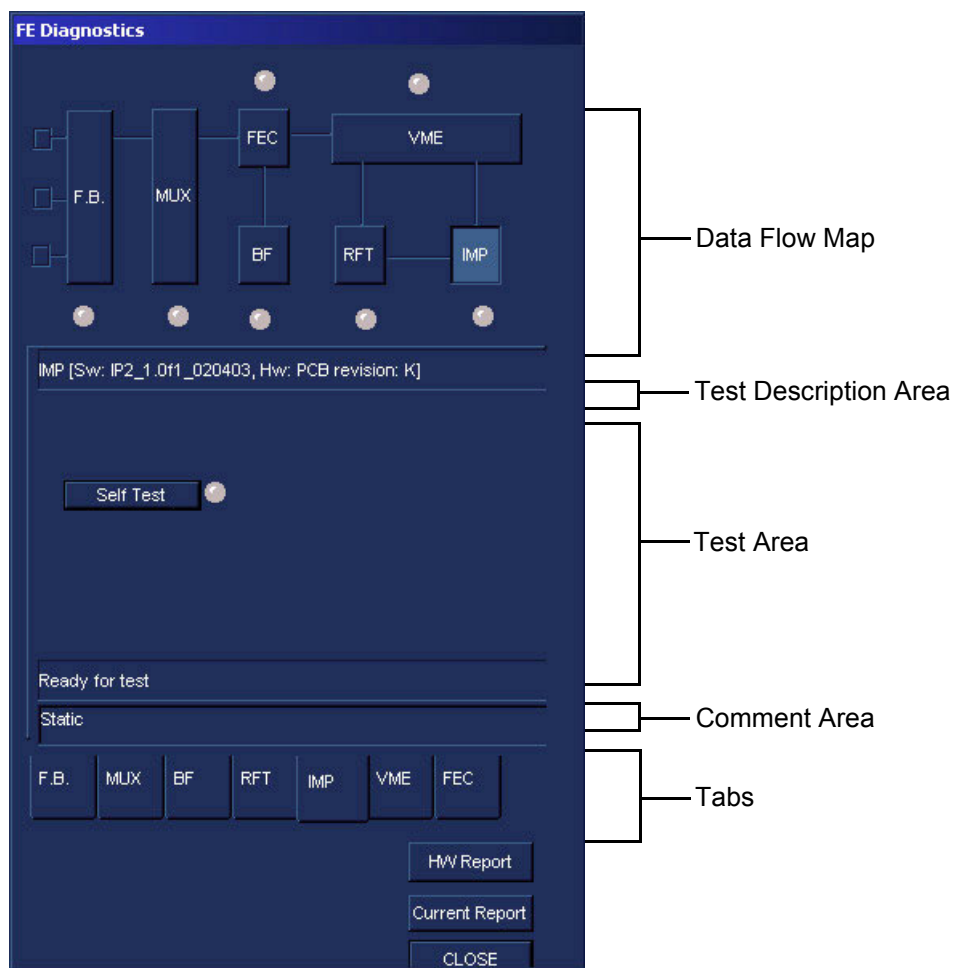 FE Diagnostics
FEC
VME
F.B.
MUX
BF
RFT
IMP
Data Flow Map
IMP [Sw: IP2_1.0f1_020403, Hw: PCB revision: K]
Test Description Area
Self Test
Test Area
Ready for test
Static
Comment Area
F.B. MUX BF RFT IMP VME FEC
Tabs
HW Report
Current Report
CLOSE